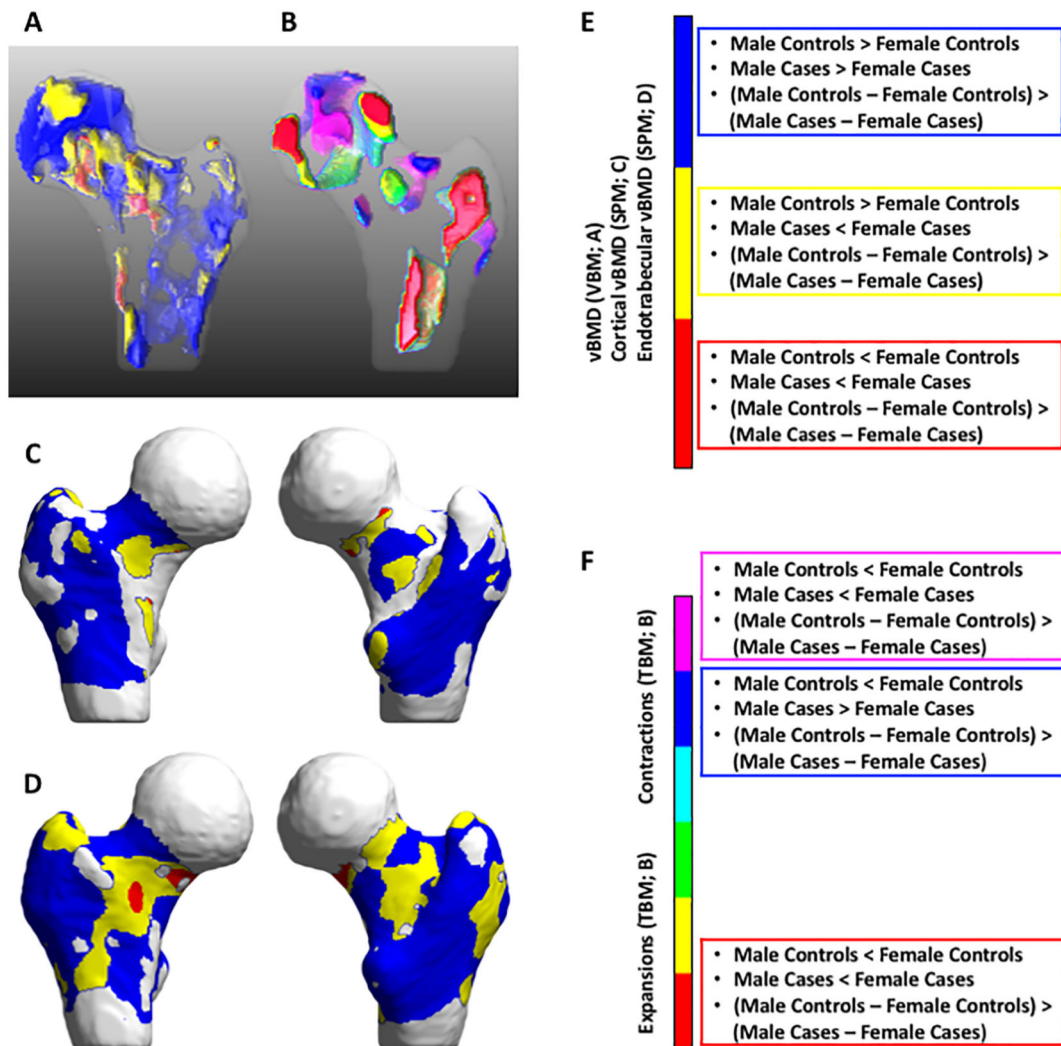 A
B
C
D
E
vBMD (VBM; A)
Cortical vBMD (SPM; C)
Endotrabecular vBMD (SPM; D)
• Male Controls > Female Controls
• Male Cases > Female Cases
• (Male Controls – Female Controls) >
(Male Cases – Female Cases)
• Male Controls > Female Controls
• Male Cases < Female Cases
• (Male Controls – Female Controls) >
(Male Cases – Female Cases)
• Male Controls < Female Controls
• Male Cases < Female Cases
• (Male Controls – Female Controls) >
(Male Cases – Female Cases)
F
Contractions (TBM; B)
Expansions (TBM; B)
• Male Controls < Female Controls
• Male Cases < Female Cases
• (Male Controls – Female Controls) >
(Male Cases – Female Cases)
• Male Controls < Female Controls
• Male Cases > Female Cases
• (Male Controls – Female Controls) >
(Male Cases – Female Cases)
• Male Controls < Female Controls
• Male Cases < Female Cases
• (Male Controls – Female Controls) >
(Male Cases – Female Cases)